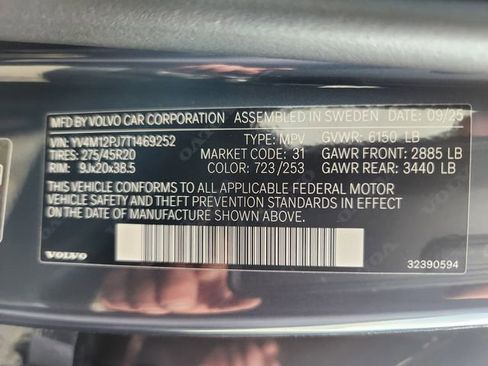 MFD BY VOLVO CAR CORPORATION ASSEMBLED IN SWEDEN DATE: 09/25
VIN: YV4M12PJ7T1469252 TYPE: MPV GVWR: 6150 LB
TIRES: 275/45R20 MARKET CODE: 31 GAWR FRONT: 2885 LB
RIM: 9Jx20x38.5 COLOR: 723/253 GAWR REAR: 3440 LB
THIS VEHICLE CONFORMS TO ALL APPLICABLE FEDERAL MOTOR
VEHICLE SAFETY AND THEFT PREVENTION STANDARDS IN
EFFECT ON THE DATE OF MANUFACTURE SHOWN ABOVE.
VOLVO 32390594